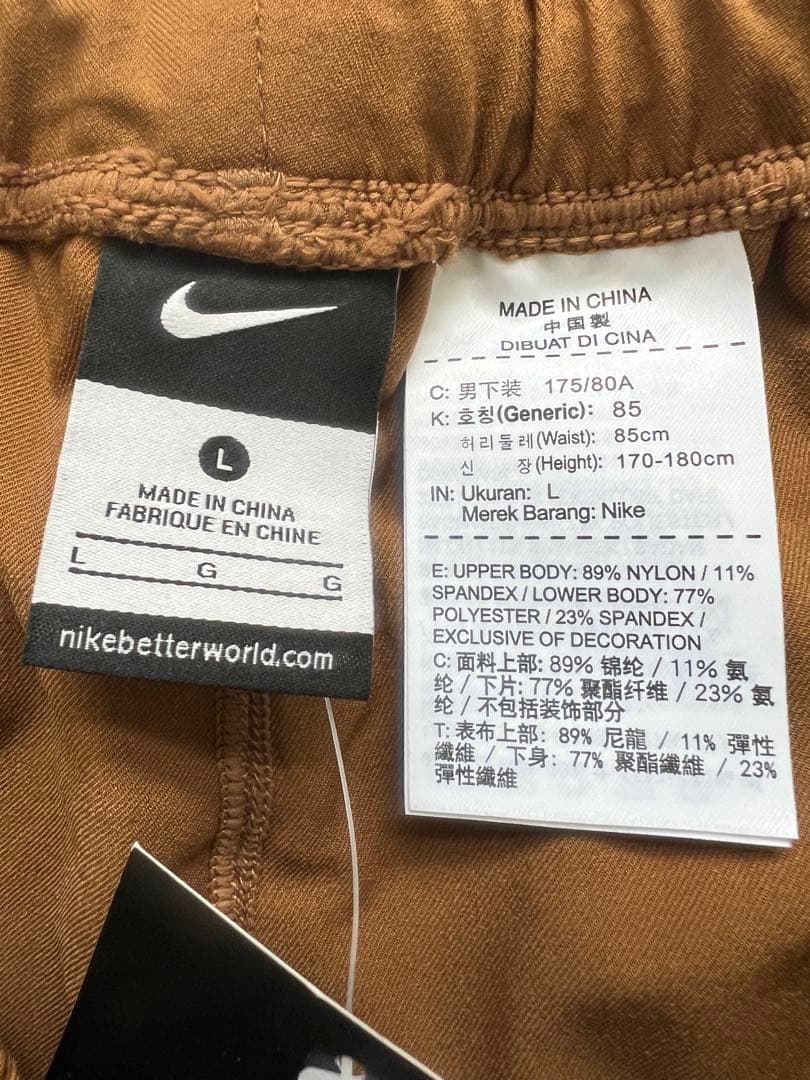 L
MADE IN CHINA
FABRIQUE EN CHINE
L G G
nikebetterworld.com
MADE IN CHINA
中国製
DIBUAT DI CINA
C: 男下装 175/80A
K: 호칭(Generic): 85
허리둘레(Waist): 85cm
신 장(Height): 170-180cm
IN: Ukuran: L
Merek Barang: Nike
E: UPPER BODY: 89% NYLON / 11%
SPANDEX / LOWER BODY: 77%
POLYESTER / 23% SPANDEX /
EXCLUSIVE OF DECORATION
C: 面料上部: 89% 锦纶 / 11% 氨
纶 / 下片: 77% 聚酯纤维 / 23% 氨
纶 / 不包括装饰部分
T: 表布上部: 89% 尼龍 / 11% 彈性
纖維 / 下身: 77% 聚酯纖維 / 23%
彈性纖維